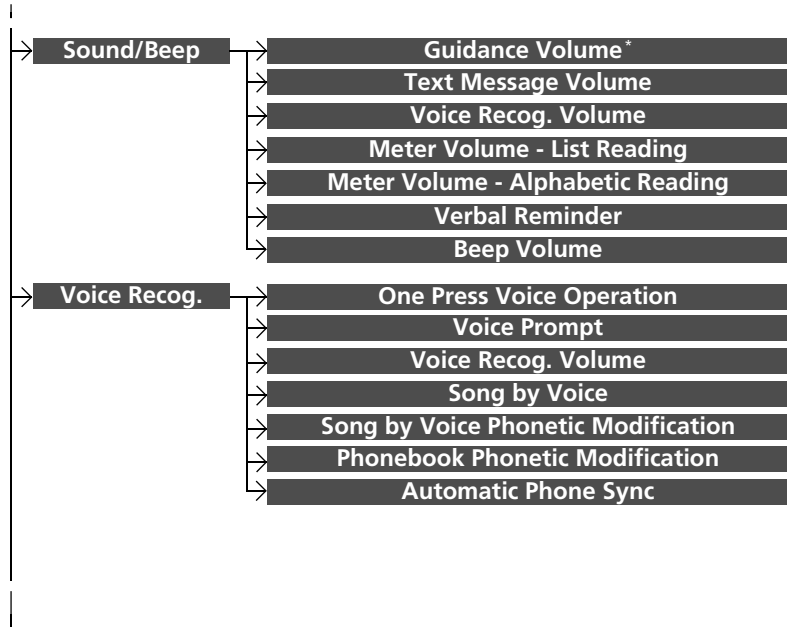 Sound/Beep
Guidance Volume*
Text Message Volume
Voice Recog. Volume
Meter Volume - List Reading
Meter Volume - Alphabetic Reading
Verbal Reminder
Beep Volume
Voice Recog.
One Press Voice Operation
Voice Prompt
Voice Recog. Volume
Song by Voice
Song by Voice Phonetic Modification
Phonebook Phonetic Modification
Automatic Phone Sync